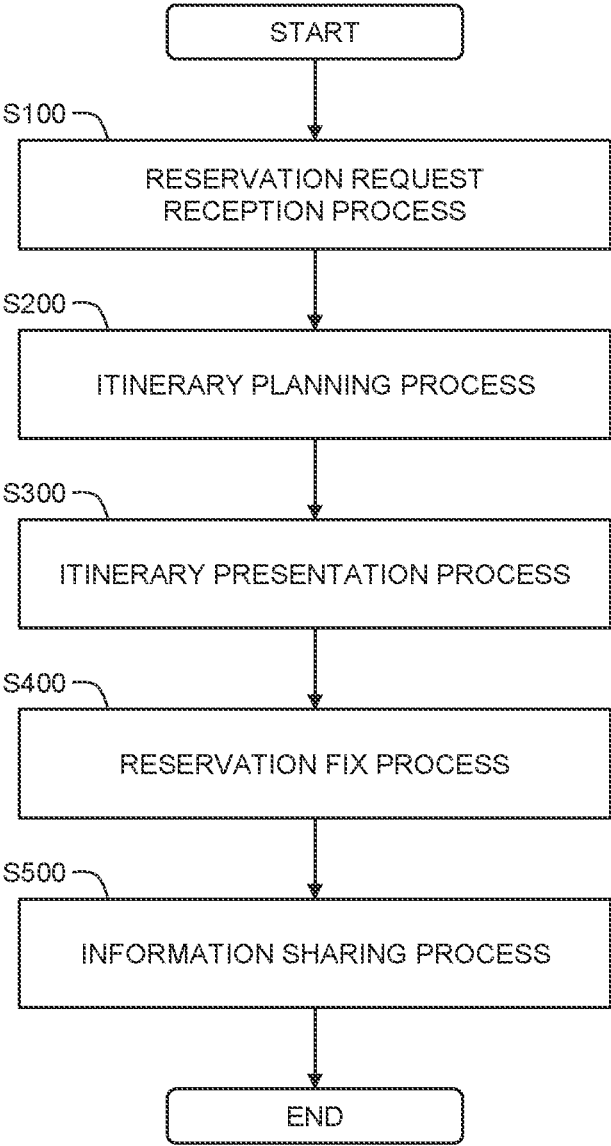 START
S100
RESERVATION REQUEST
RECEPTION PROCESS
S200
ITINERARY PLANNING PROCESS
S300
ITINERARY PRESENTATION PROCESS
S400
RESERVATION FIX PROCESS
S500
INFORMATION SHARING PROCESS
END